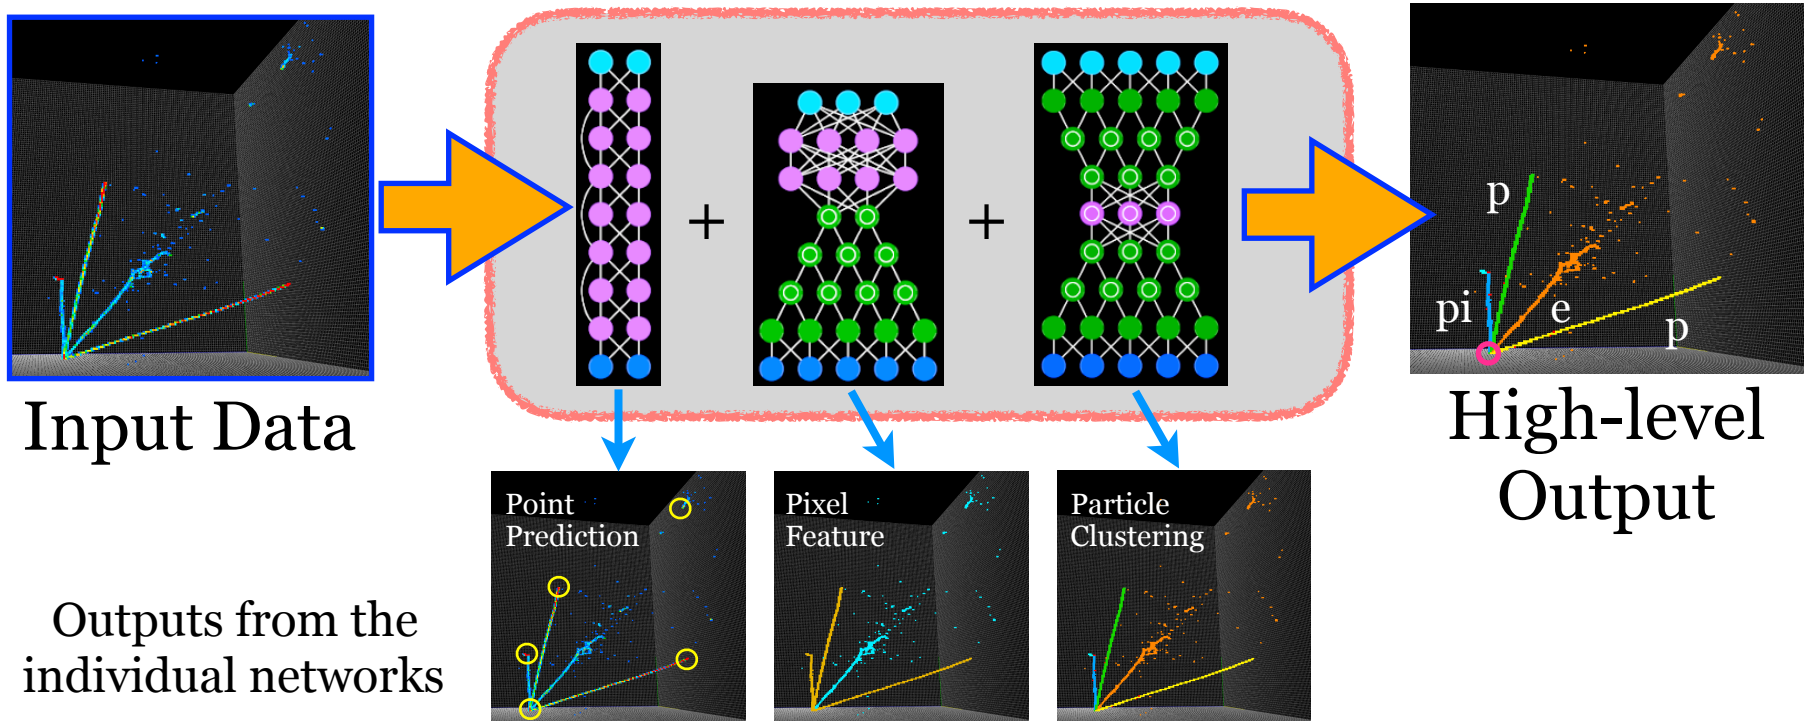 Input Data
+
+
p
pi
e
p
High-level
Output
Point
Prediction
Pixel
Feature
Particle
Clustering
Outputs from the
individual networks